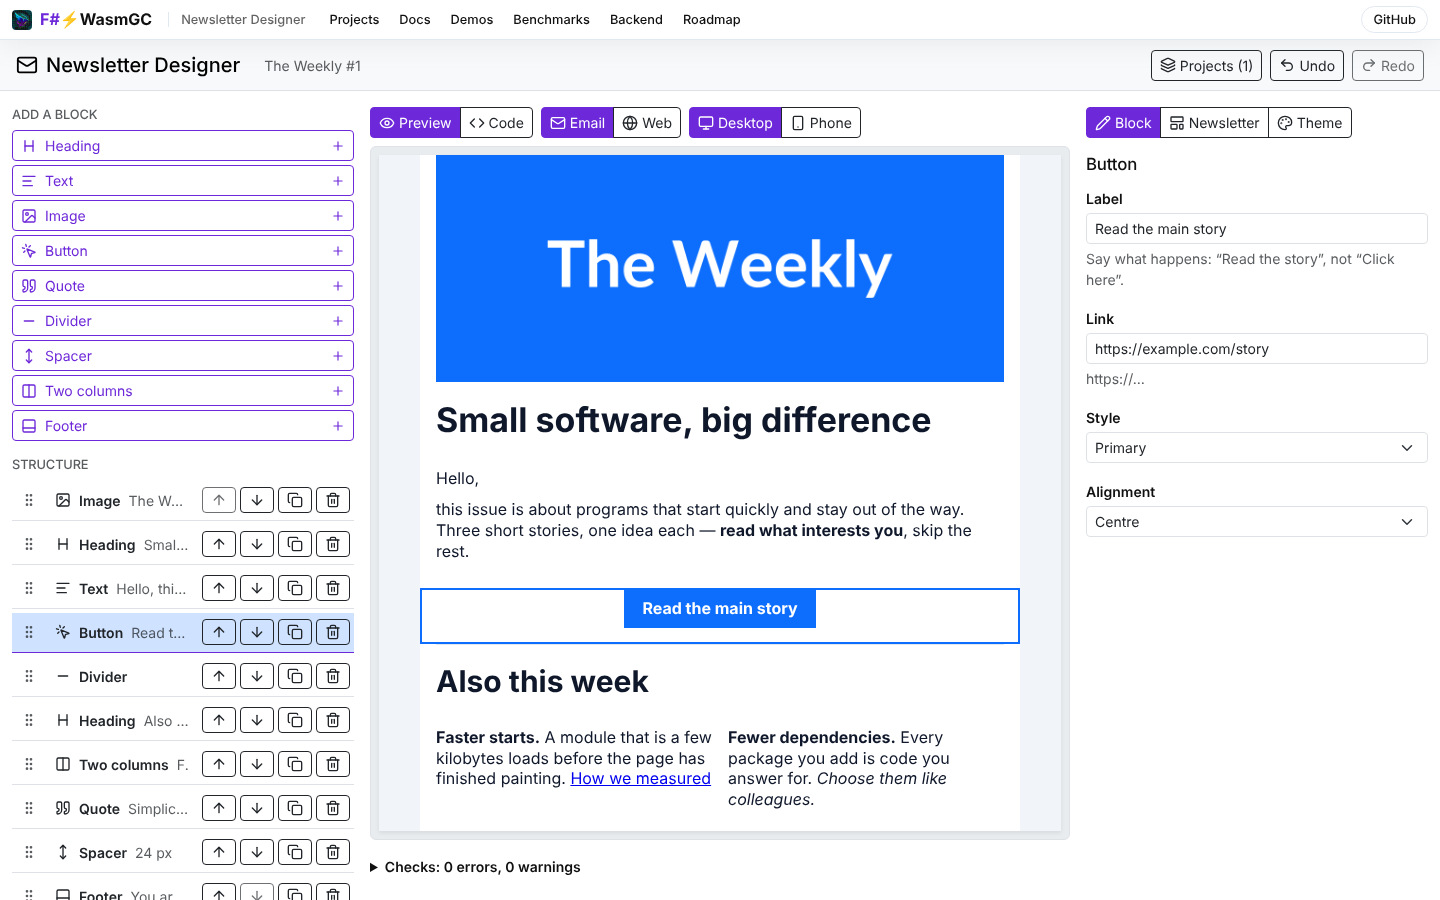 F#⚡WasmGC
Newsletter Designer
Projects
Docs
Demos
Benchmarks
Backend
Roadmap
GitHub
Newsletter Designer
The Weekly #1
Projects (1)
Undo
Redo
ADD A BLOCK
Heading
Text
Image
Button
Quote
Divider
Spacer
Two columns
Footer
STRUCTURE
Image The W...
Heading Smal...
Text Hello, thi...
Button Read t...
Divider
Heading Also ...
Two columns F.
Quote Simplic...
Spacer 24 px
Footer You ar
Preview
Code
Email
Web
Desktop
Phone
The Weekly
Small software, big difference
Hello,
this issue is about programs that start quickly and stay out of the way.
Three short stories, one idea each — read what interests you, skip the
rest.
Read the main story
Also this week
Faster starts. A module that is a few
kilobytes loads before the page has
finished painting. How we measured
Fewer dependencies. Every
package you add is code you
answer for. Choose them like
colleagues.
Checks: 0 errors, 0 warnings
Block
Newsletter
Theme
Button
Label
Read the main story
Say what happens: “Read the story”, not “Click
here”.
Link
https://example.com/story
https://...
Style
Primary
Alignment
Centre